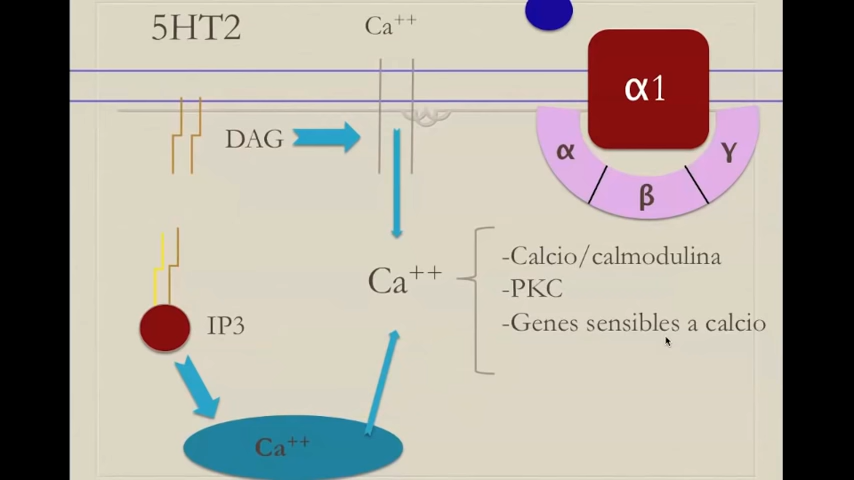 5HT2
Ca⁺⁺
α1
DAG
α
β
γ
Ca⁺⁺
-Calcio/calmodulina
-PKC
-Genes sensibles a calcio
IP3
Ca⁺⁺